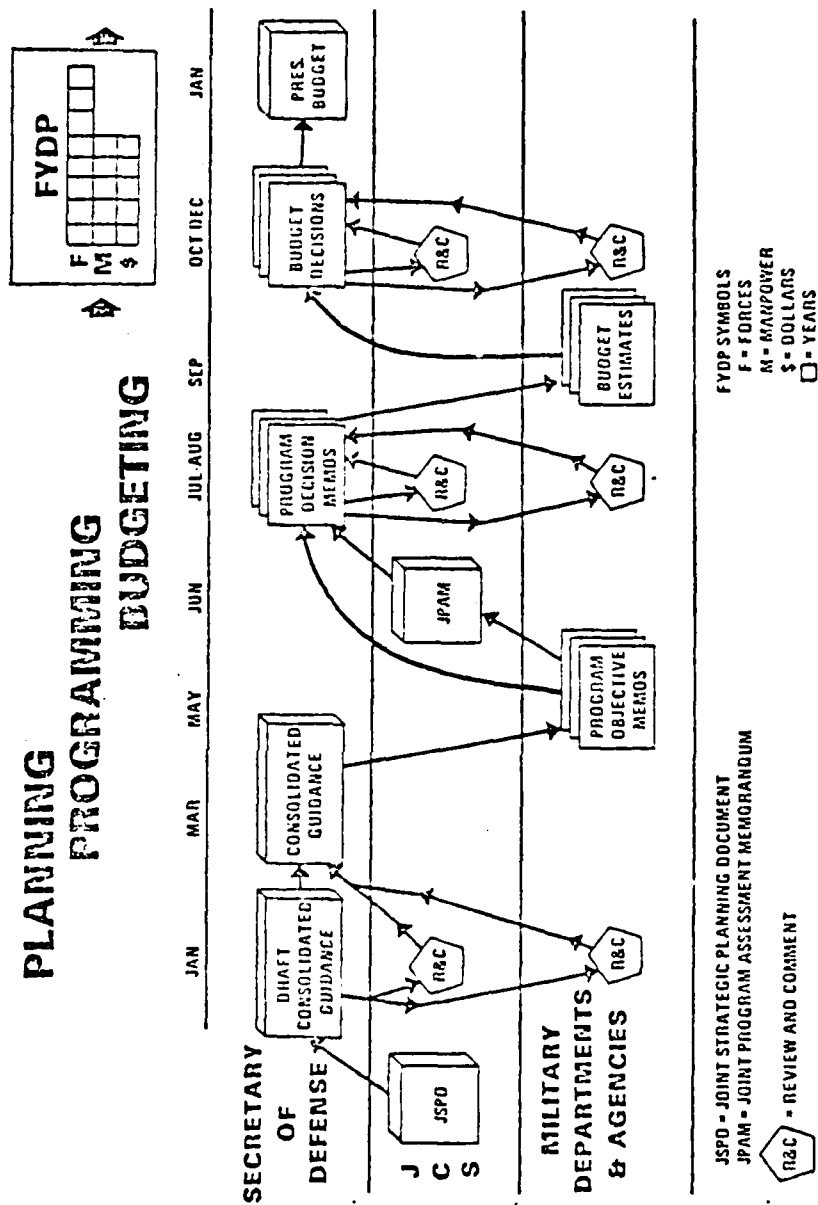 PLANNING
PROGRAMMING
BUDGETING
FYDP
F
M
$
JAN
MAR
MAY
JUN
JUL-AUG
SEP
OCT DEC
JAN
SECRETARY
OF
DEFENSE
DRAFT
CONSOLIDATED
GUIDANCE
CONSOLIDATED
GUIDANCE
PROGRAM
DECISION
MEMOS
BUDGET
DECISIONS
PRES.
BUDGET
J
C
S
JSPD
R&C
JPAM
R&C
R&C
MILITARY
DEPARTMENTS
& AGENCIES
R&C
PROGRAM
OBJECTIVE
MEMOS
R&C
BUDGET
ESTIMATES
R&C
JSPD = JOINT STRATEGIC PLANNING DOCUMENT
JPAM = JOINT PROGRAM ASSESSMENT MEMORANDUM
R&C = REVIEW AND COMMENT
FYDP SYMBOLS
F = FORCES
M = MANPOWER
$ = DOLLARS
= YEARS